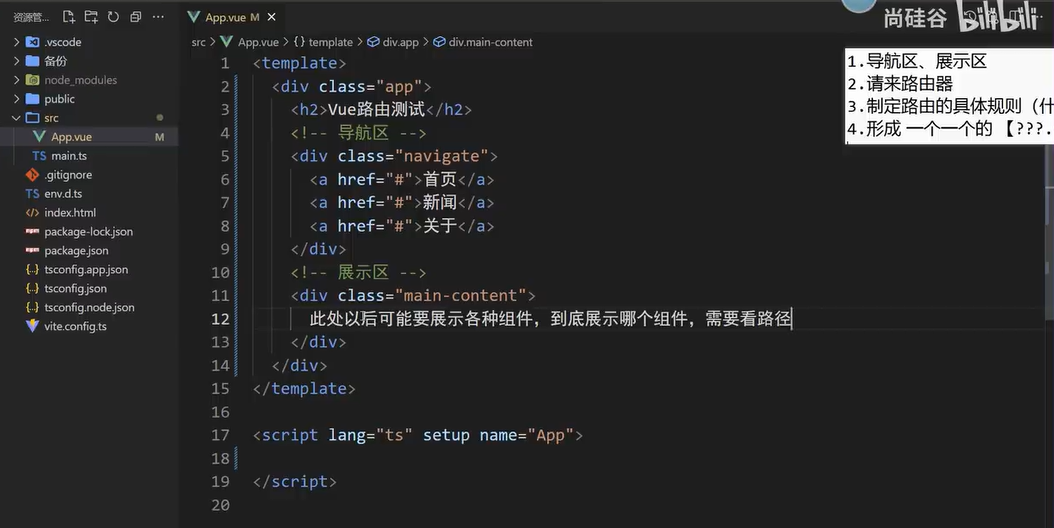 资源管...
App.vue M
尚硅谷 bilibili
src > App.vue > {} template > div.app > div.main-content
.vscode
备份
node_modules
public
src
App.vue M
main.ts
.gitignore
env.d.ts
index.html
package-lock.json
package.json
tsconfig.app.json
tsconfig.json
tsconfig.node.json
vite.config.ts
1 <template>
2 <div class="app">
3 <h2>Vue路由测试</h2>
4 <!-- 导航区 -->
5 <div class="navigate">
6 <a href="#">首页</a>
7 <a href="#">新闻</a>
8 <a href="#">关于</a>
9 </div>
10 <!-- 展示区 -->
11 <div class="main-content">
12 此处以后可能要展示各种组件，到底展示哪个组件，需要看路径
13 </div>
14 </div>
15 </template>
16
17 <script lang="ts" setup name="App">
18
19 </script>
20
1.导航区、展示区
2.请来路由器
3.制定路由的具体规则（什
4.形成 一个一个的 【???.